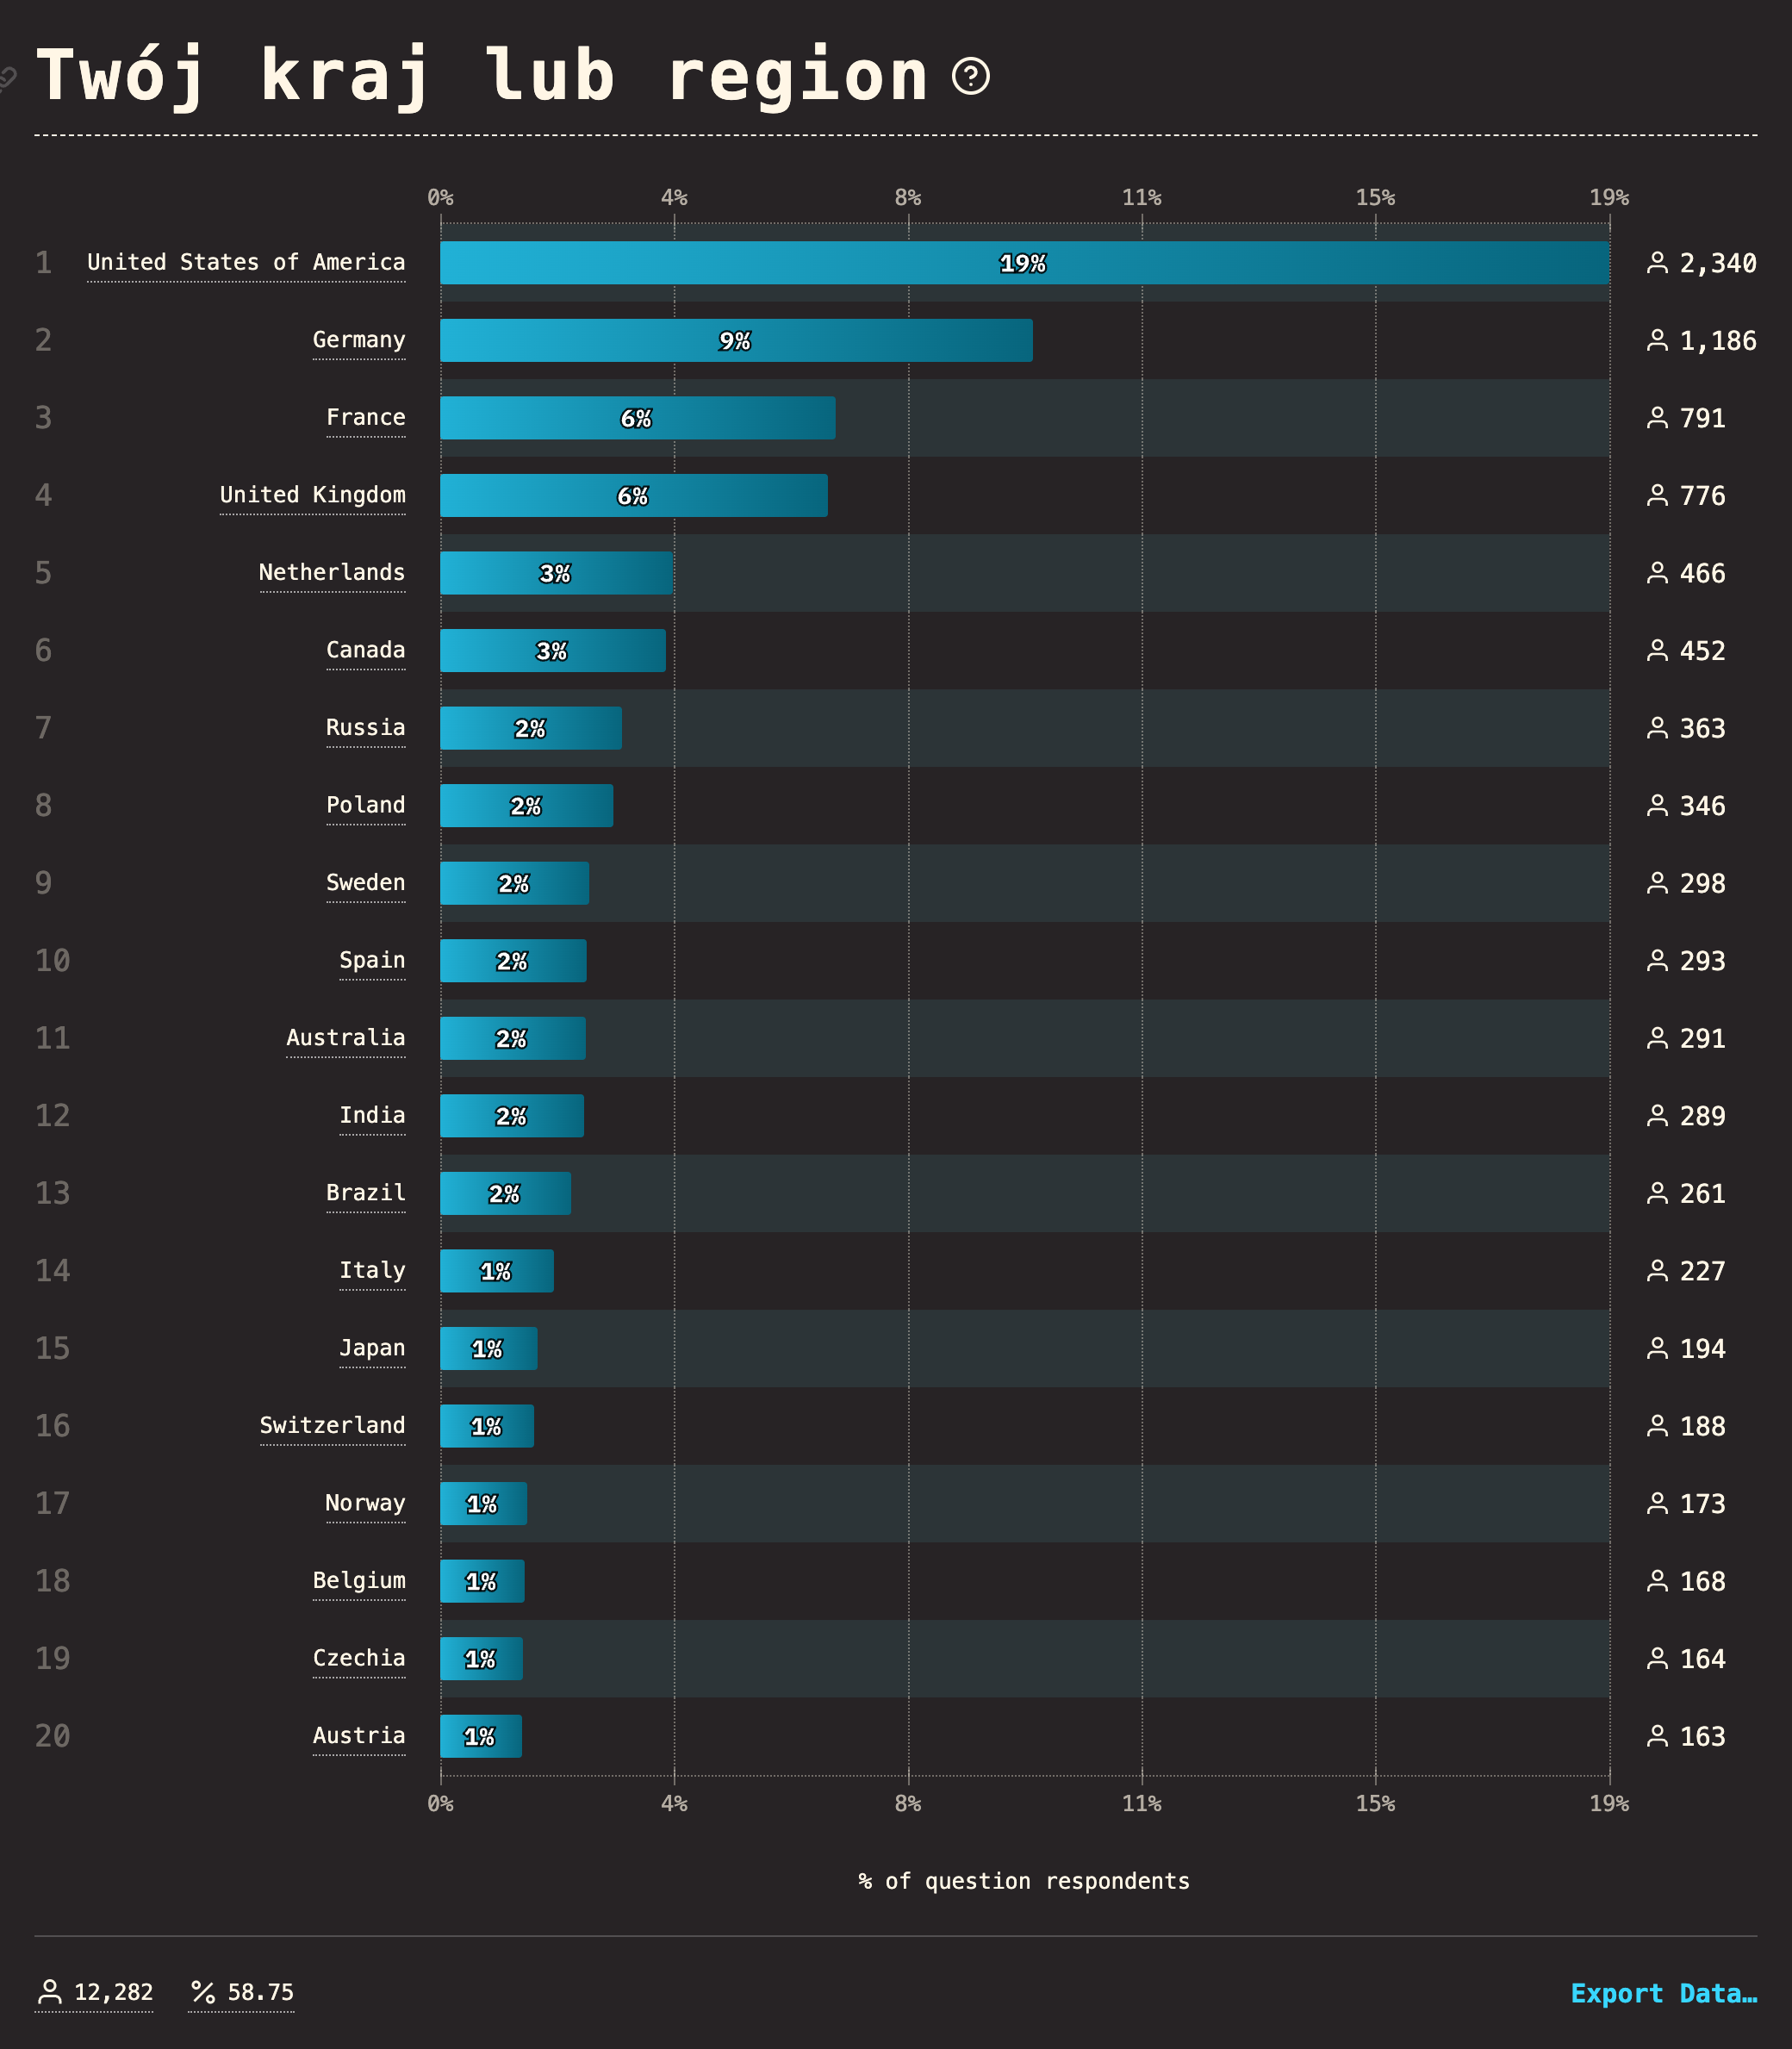 Twój kraj lub region
0% 4% 8% 11% 15% 19%
1 United States of America 19% 2,340
2 Germany 9% 1,186
3 France 6% 791
4 United Kingdom 6% 776
5 Netherlands 3% 466
6 Canada 3% 452
7 Russia 2% 363
8 Poland 2% 346
9 Sweden 2% 298
10 Spain 2% 293
11 Australia 2% 291
12 India 2% 289
13 Brazil 2% 261
14 Italy 1% 227
15 Japan 1% 194
16 Switzerland 1% 188
17 Norway 1% 173
18 Belgium 1% 168
19 Czechia 1% 164
20 Austria 1% 163
0% 4% 8% 11% 15% 19%
% of question respondents
12,282 % 58.75 Export Data…